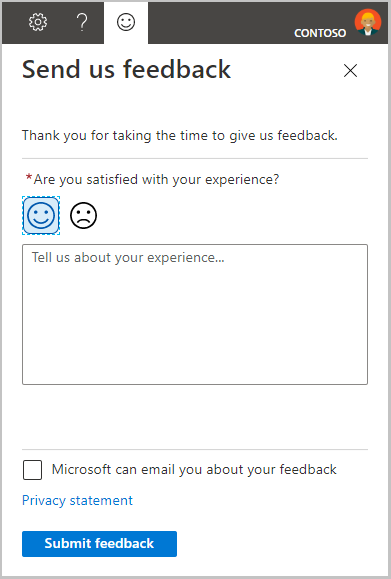 CONTOSO
Send us feedback
Thank you for taking the time to give us feedback.
*Are you satisfied with your experience?
Tell us about your experience...
Microsoft can email you about your feedback
Privacy statement
Submit feedback